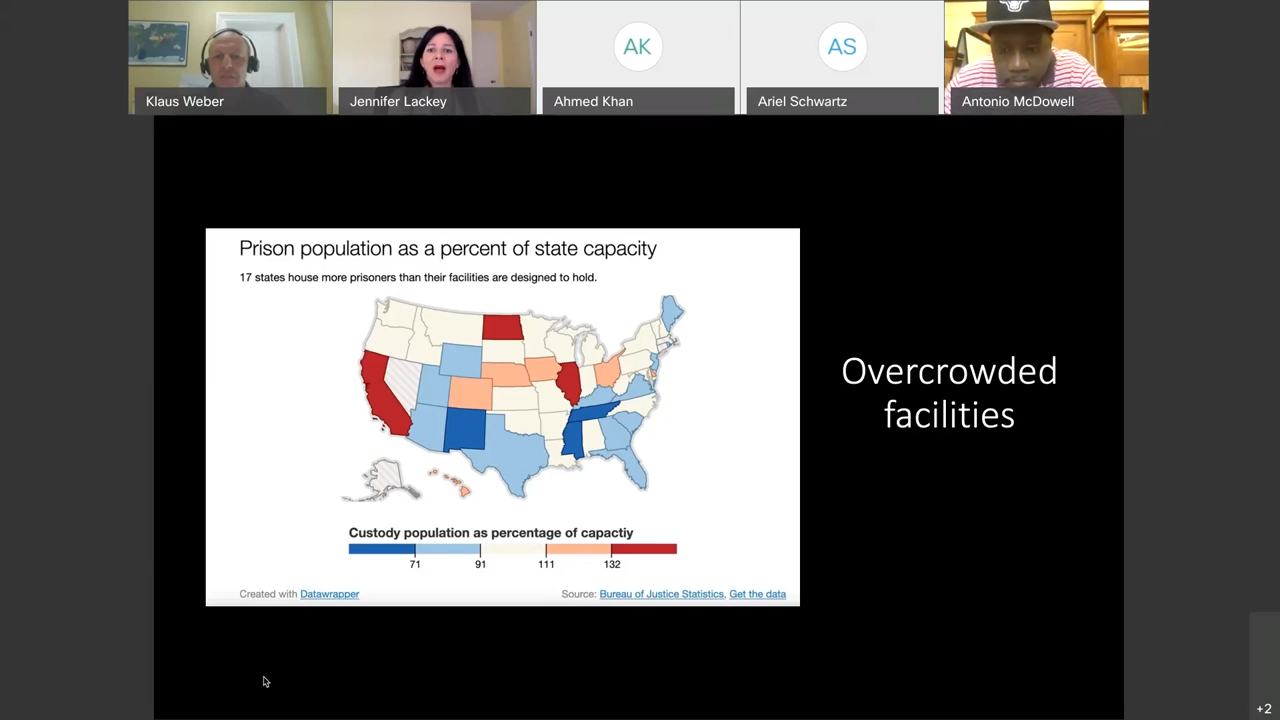 AK
AS
Klaus Weber
Jennifer Lackey
Ahmed Khan
Ariel Schwartz
Antonio McDowell
Prison population as a percent of state capacity
17 states house more prisoners than their facilities are designed to hold.
Overcrowded
facilities
Custody population as percentage of capactiy
71 91 111 132
Created with Datawrapper
Source: Bureau of Justice Statistics, Get the data
+2